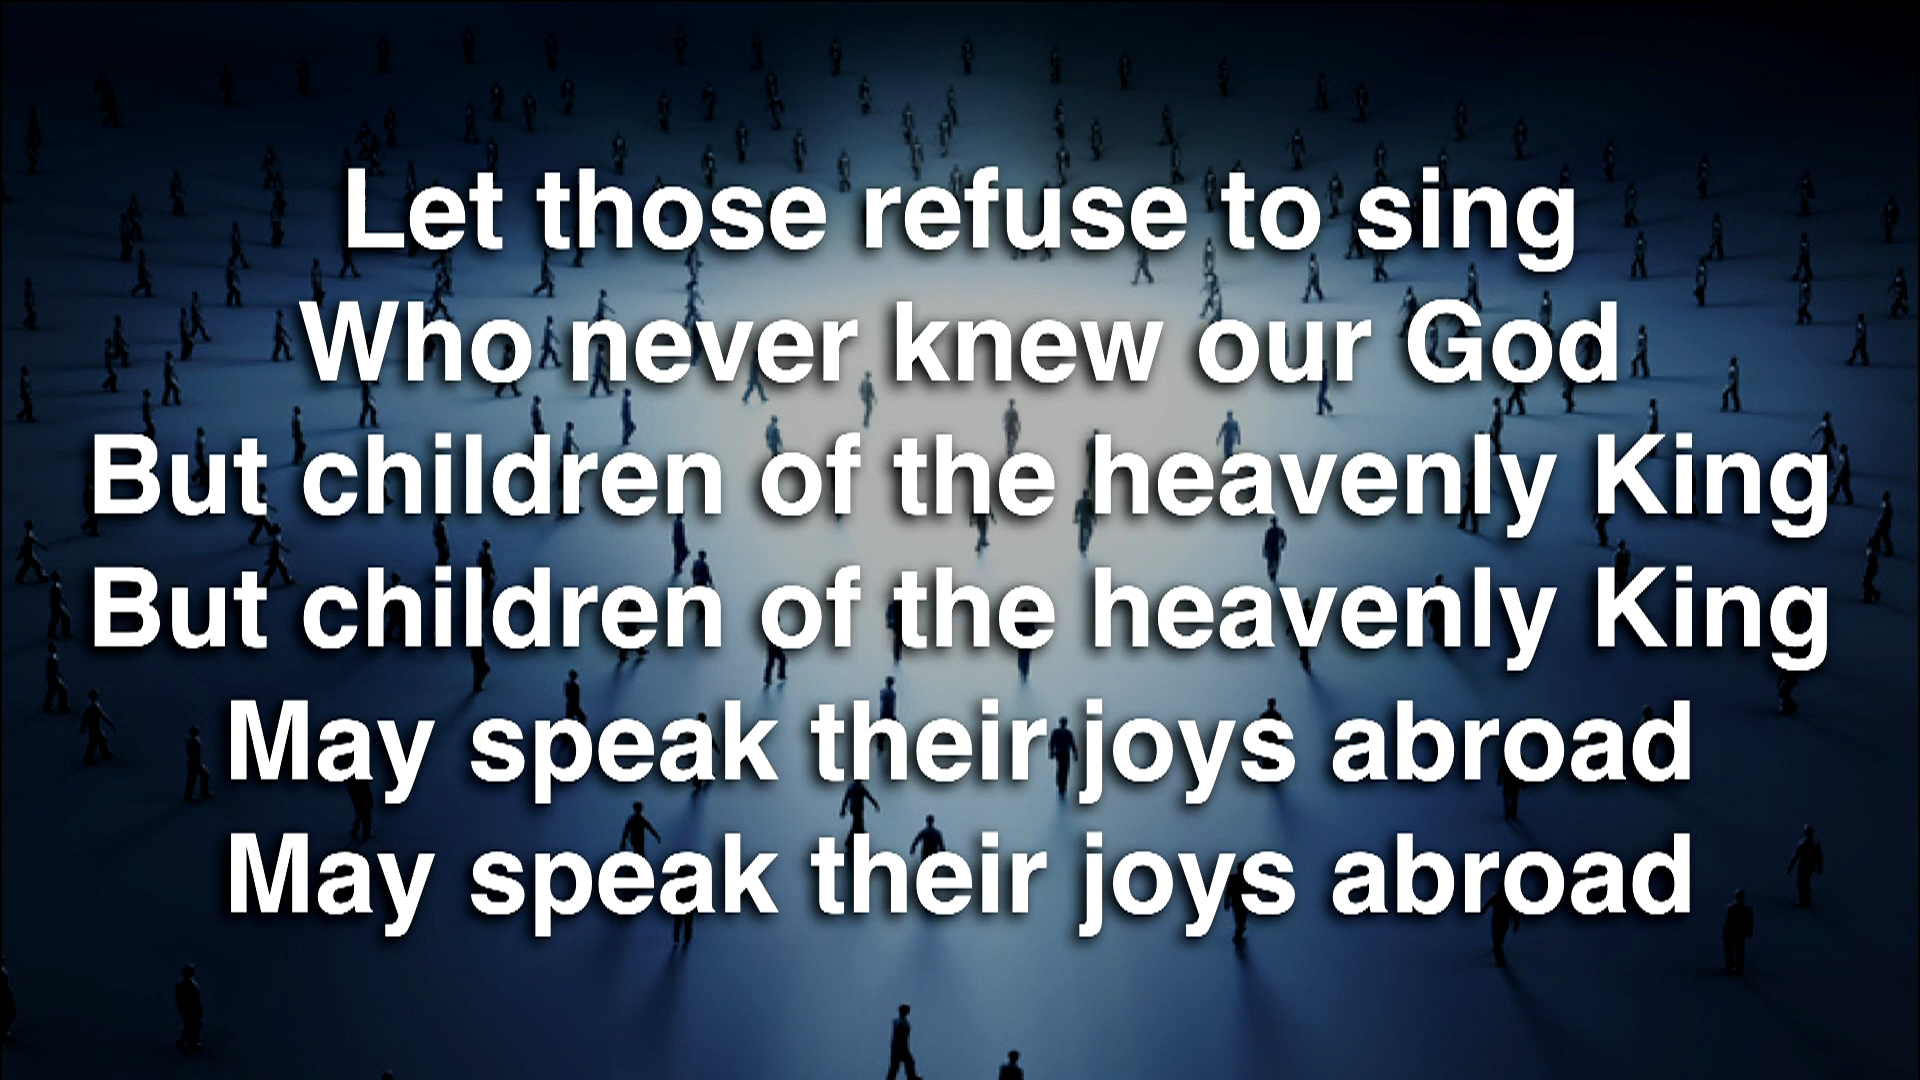 Let those refuse to sing
Who never knew our God
But children of the heavenly King
But children of the heavenly King
May speak their joys abroad
May speak their joys abroad